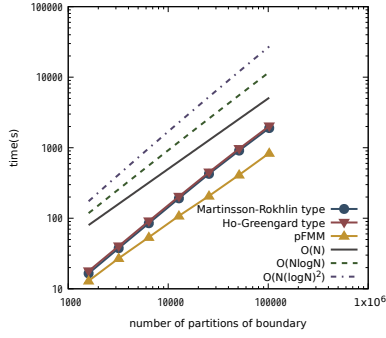 100000
10000
1000
100
10
time(s)
Martinsson-Rokhlin type
Ho-Greengard type
pFMM
O(N)
O(NlogN)
O(N(logN)²)
1000
10000
100000
1x10⁶
number of partitions of boundary